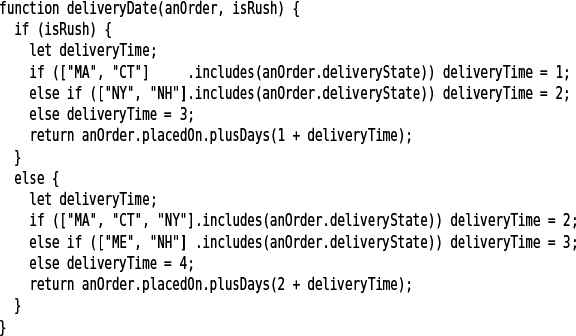 function deliveryDate(anOrder, isRush) {
  if (isRush) {
    let deliveryTime;
    if (["MA", "CT"]     .includes(anOrder.deliveryState)) deliveryTime = 1;
    else if (["NY", "NH"].includes(anOrder.deliveryState)) deliveryTime = 2;
    else deliveryTime = 3;
    return anOrder.placedOn.plusDays(1 + deliveryTime);
  }
  else {
    let deliveryTime;
    if (["MA", "CT", "NY"].includes(anOrder.deliveryState)) deliveryTime = 2;
    else if (["ME", "NH"] .includes(anOrder.deliveryState)) deliveryTime = 3;
    else deliveryTime = 4;
    return anOrder.placedOn.plusDays(2 + deliveryTime);
  }
}